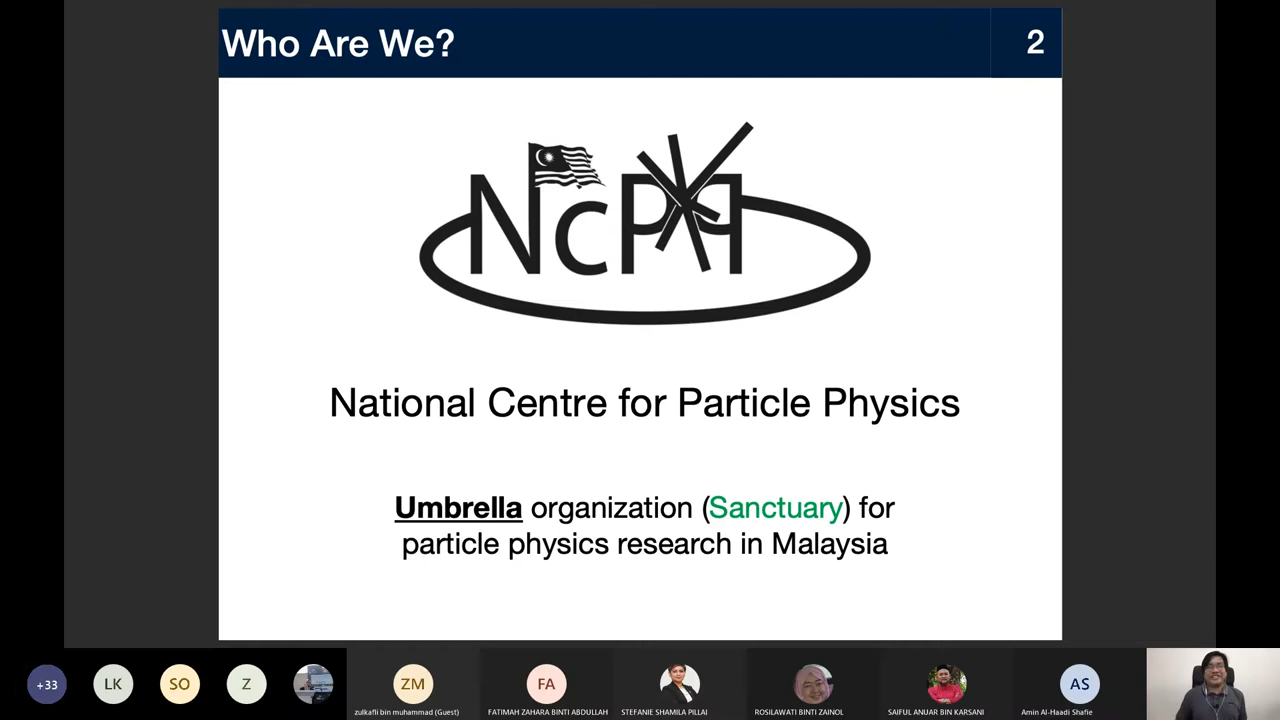 Who Are We?
2
NCPP
National Centre for Particle Physics
Umbrella organization (Sanctuary) for
particle physics research in Malaysia
+33
LK
SO
Z
ZM
FA
AS
zulkafli bin muhammad (Guest)
FATIMAH ZAHARA BINTI ABDULLAH
STEFANIE SHAMILA PILLAI
ROSILAWATI BINTI ZAINOL
SAIFUL ANUAR BIN KARSANI
Amin Al-Haadi Shafie